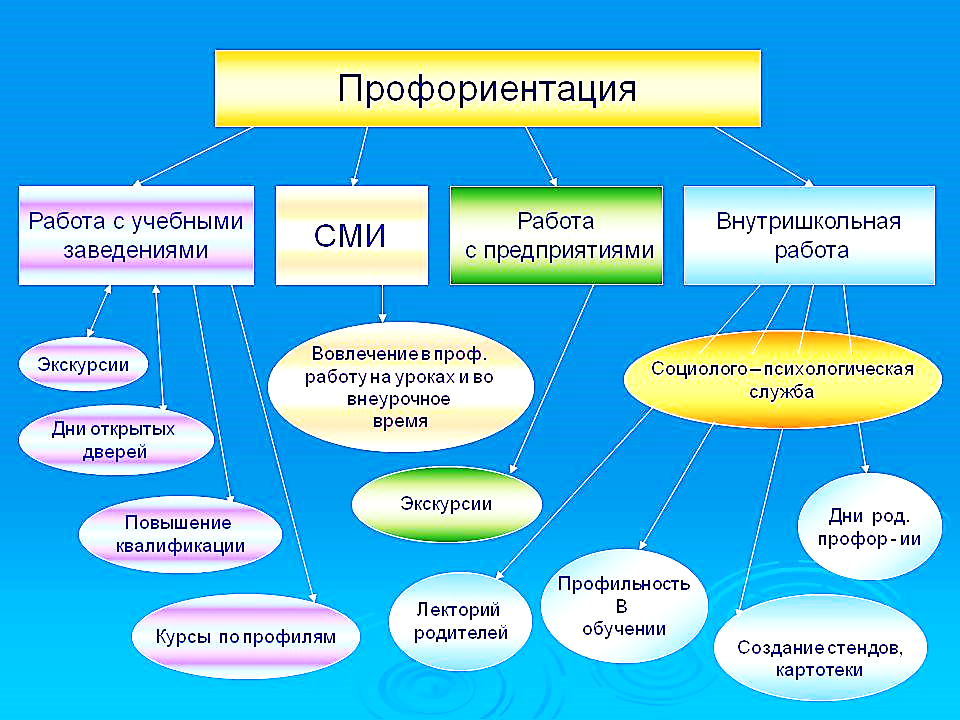 Профориентация
Работа с учебными
заведениями
СМИ
Работа
с предприятиями
Внутришкольная
работа
Экскурсии
Дни открытых
дверей
Повышение
квалификации
Курсы по профилям
Вовлечение в проф.
работу на уроках и во
внеурочное
время
Экскурсии
Социолого–психологическая
служба
Лекторий
родителей
Профильность
В
обучении
Создание стендов,
картотеки
Дни род.
профор-ии